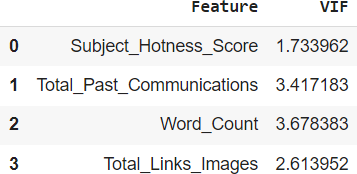 Feature VIF
0 Subject_Hotness_Score 1.733962
1 Total_Past_Communications 3.417183
2 Word_Count 3.678383
3 Total_Links_Images 2.613952